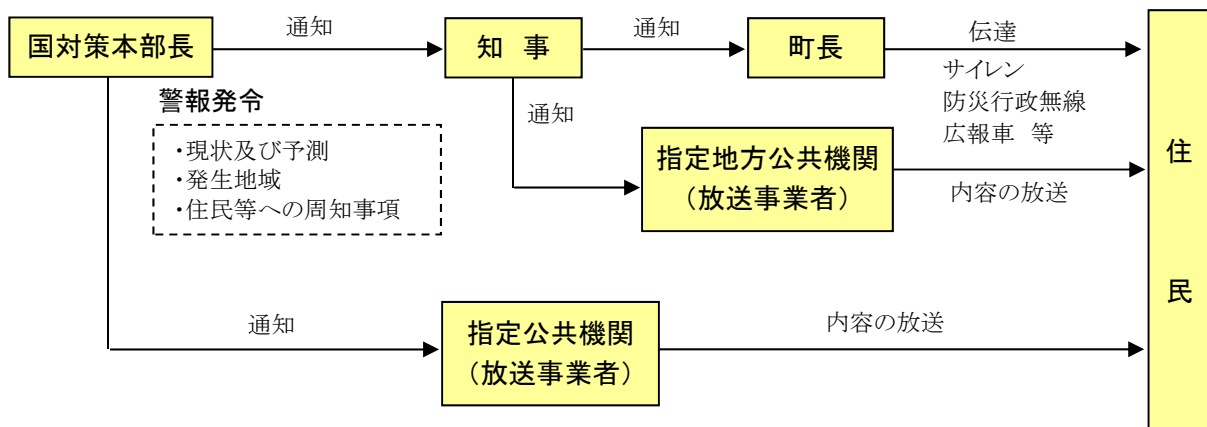 国対策本部長
通知
知　事
通知
町長
伝達
サイレン
防災行政無線
広報車　等
警報発令
・現状及び予測
・発生地域
・住民等への周知事項
通知
指定地方公共機関
（放送事業者）
内容の放送
住
民
通知
指定公共機関
（放送事業者）
内容の放送